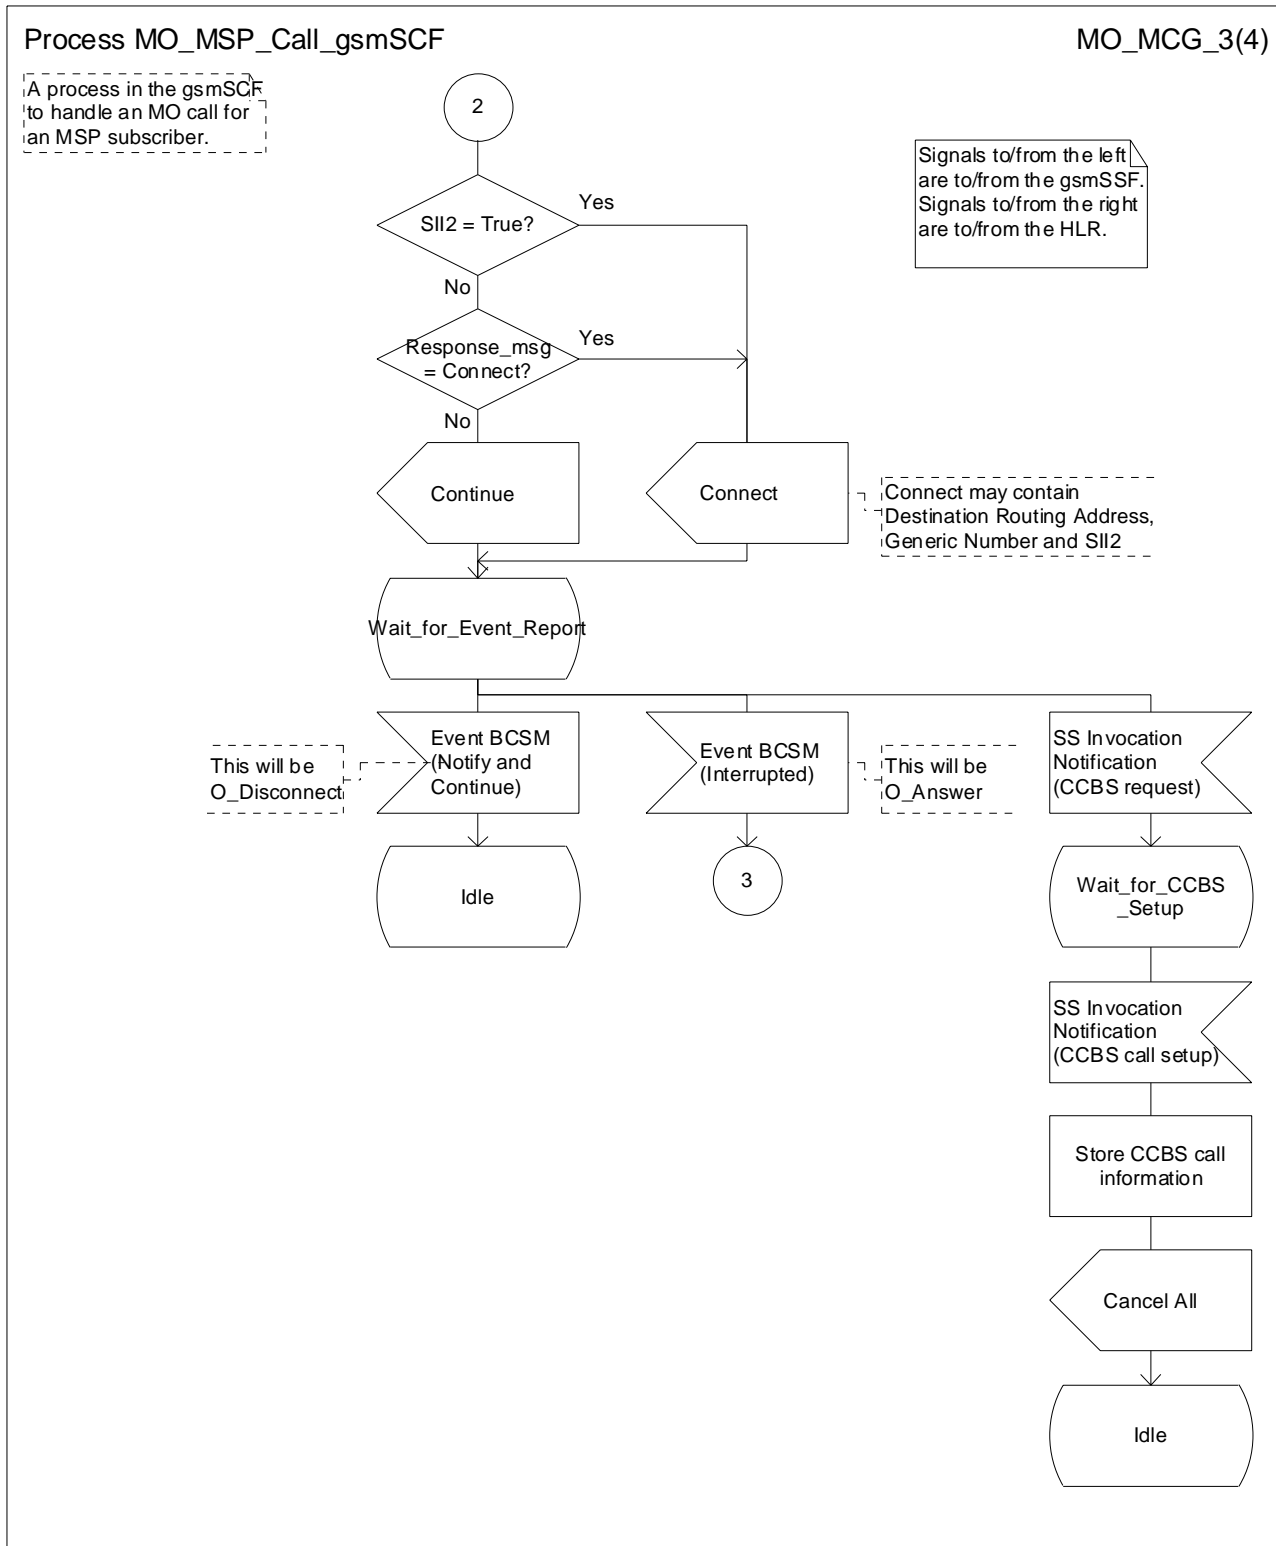 Process MO_MSP_Call_gsmSCF
MO_MCG_3(4)
A process in the gsmSCF
to handle an MO call for
an MSP subscriber.
2
Signals to/from the left
are to/from the gsmSSF.
Signals to/from the right
are to/from the HLR.
SII2 = True?
Yes
No
Response_msg
= Connect?
Yes
No
Continue
Connect
Connect may contain
Destination Routing Address,
Generic Number and SII2
Wait_for_Event_Report
This will be
O_Disconnect
Event BCSM
(Notify and
Continue)
Event BCSM
(Interrupted)
This will be
O_Answer
SS Invocation
Notification
(CCBS request)
Idle
3
Wait_for_CCBS
_Setup
SS Invocation
Notification
(CCBS call setup)
Store CCBS call
information
Cancel All
Idle